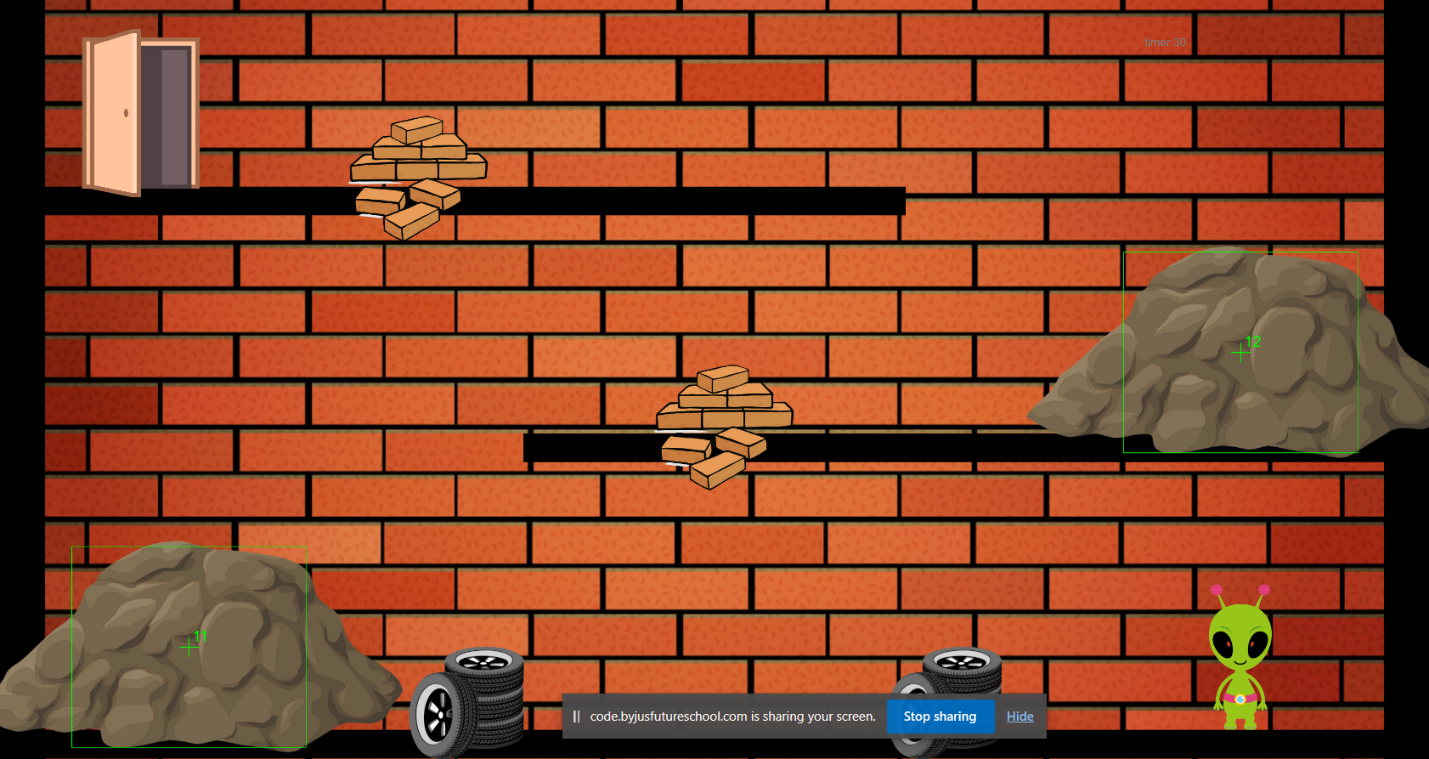 timer:30
12
11
code.byjusfutureschool.com is sharing your screen. Stop sharing Hide